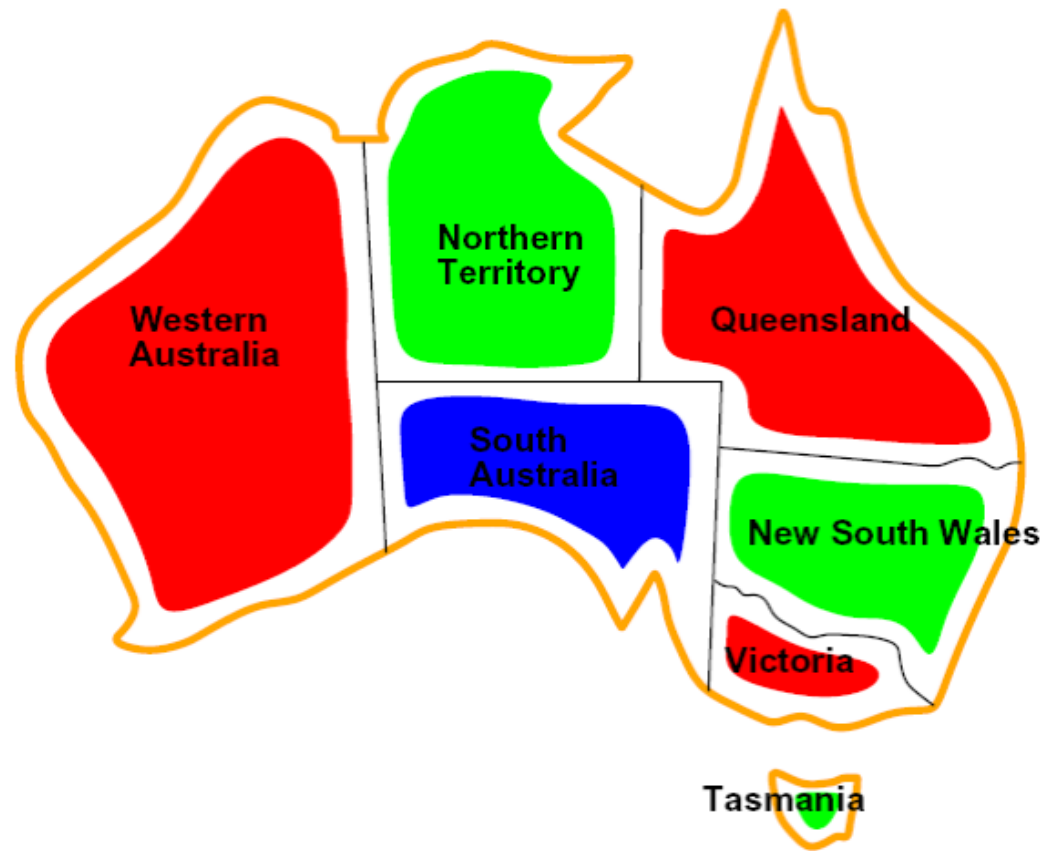 Northern
Territory
Western
Australia
Queensland
South
Australia
New South Wales
Victoria
Tasmania